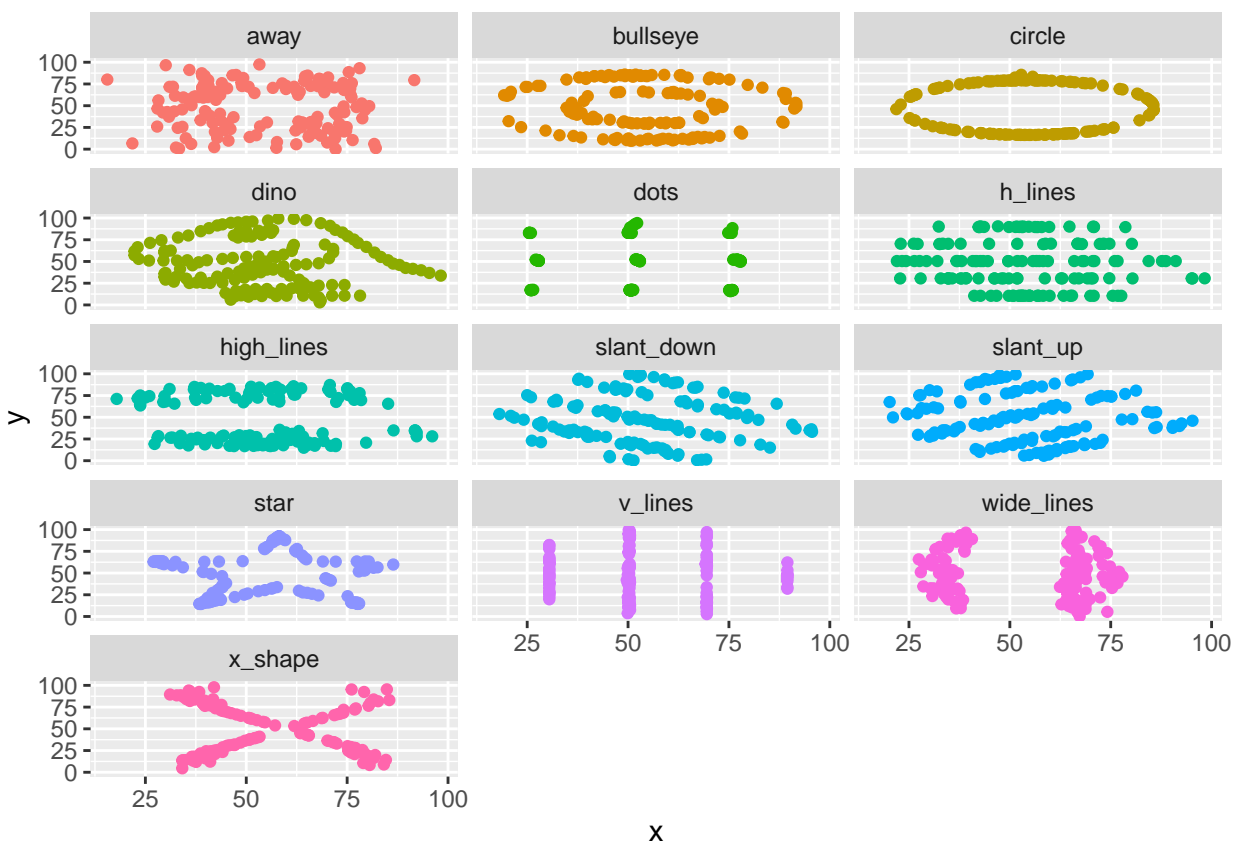 away bullseye circle
100
75
50
25
0
dino dots h_lines
100
75
50
25
0
high_lines slant_down slant_up
100
75
50
25
0
y
star v_lines wide_lines
100
75
50
25
0
25 50 75 100 25 50 75 100
x_shape
100
75
50
25
0
25 50 75 100
x